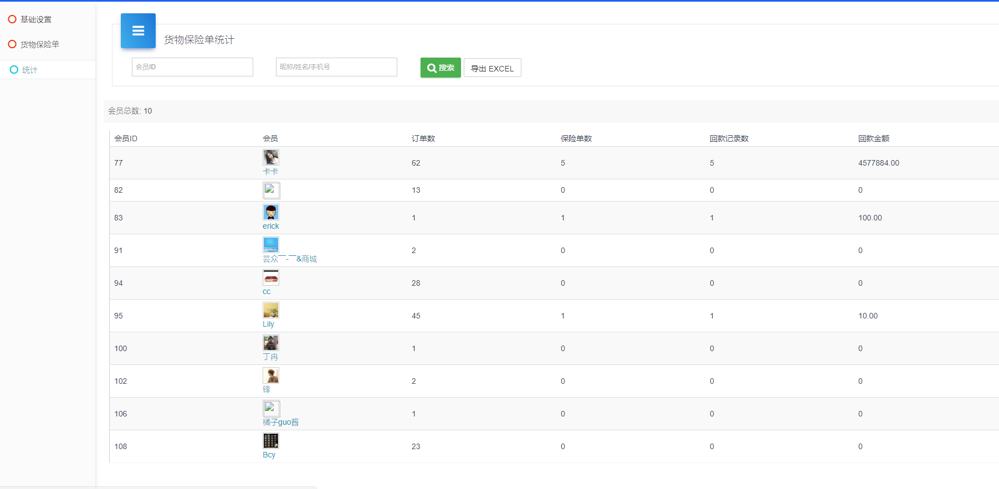 基础设置
货物保险单
统计
货物保险单统计
会员ID 昵称/姓名/手机号 搜索 导出 EXCEL
会员总数: 10
会员ID 会员 订单数 保险单数 回款记录数 回款金额
77 卡卡 62 5 5 4577884.00
82 13 0 0 0
83 erick 1 1 1 100.00
91 芸众￣-￣&商城 2 0 0 0
94 cc 28 0 0 0
95 Lily 45 1 1 10.00
100 丁冉 1 0 0 0
102 锋 2 0 0 0
106 橘子guo酱 1 0 0 0
108 Bcy 23 0 0 0